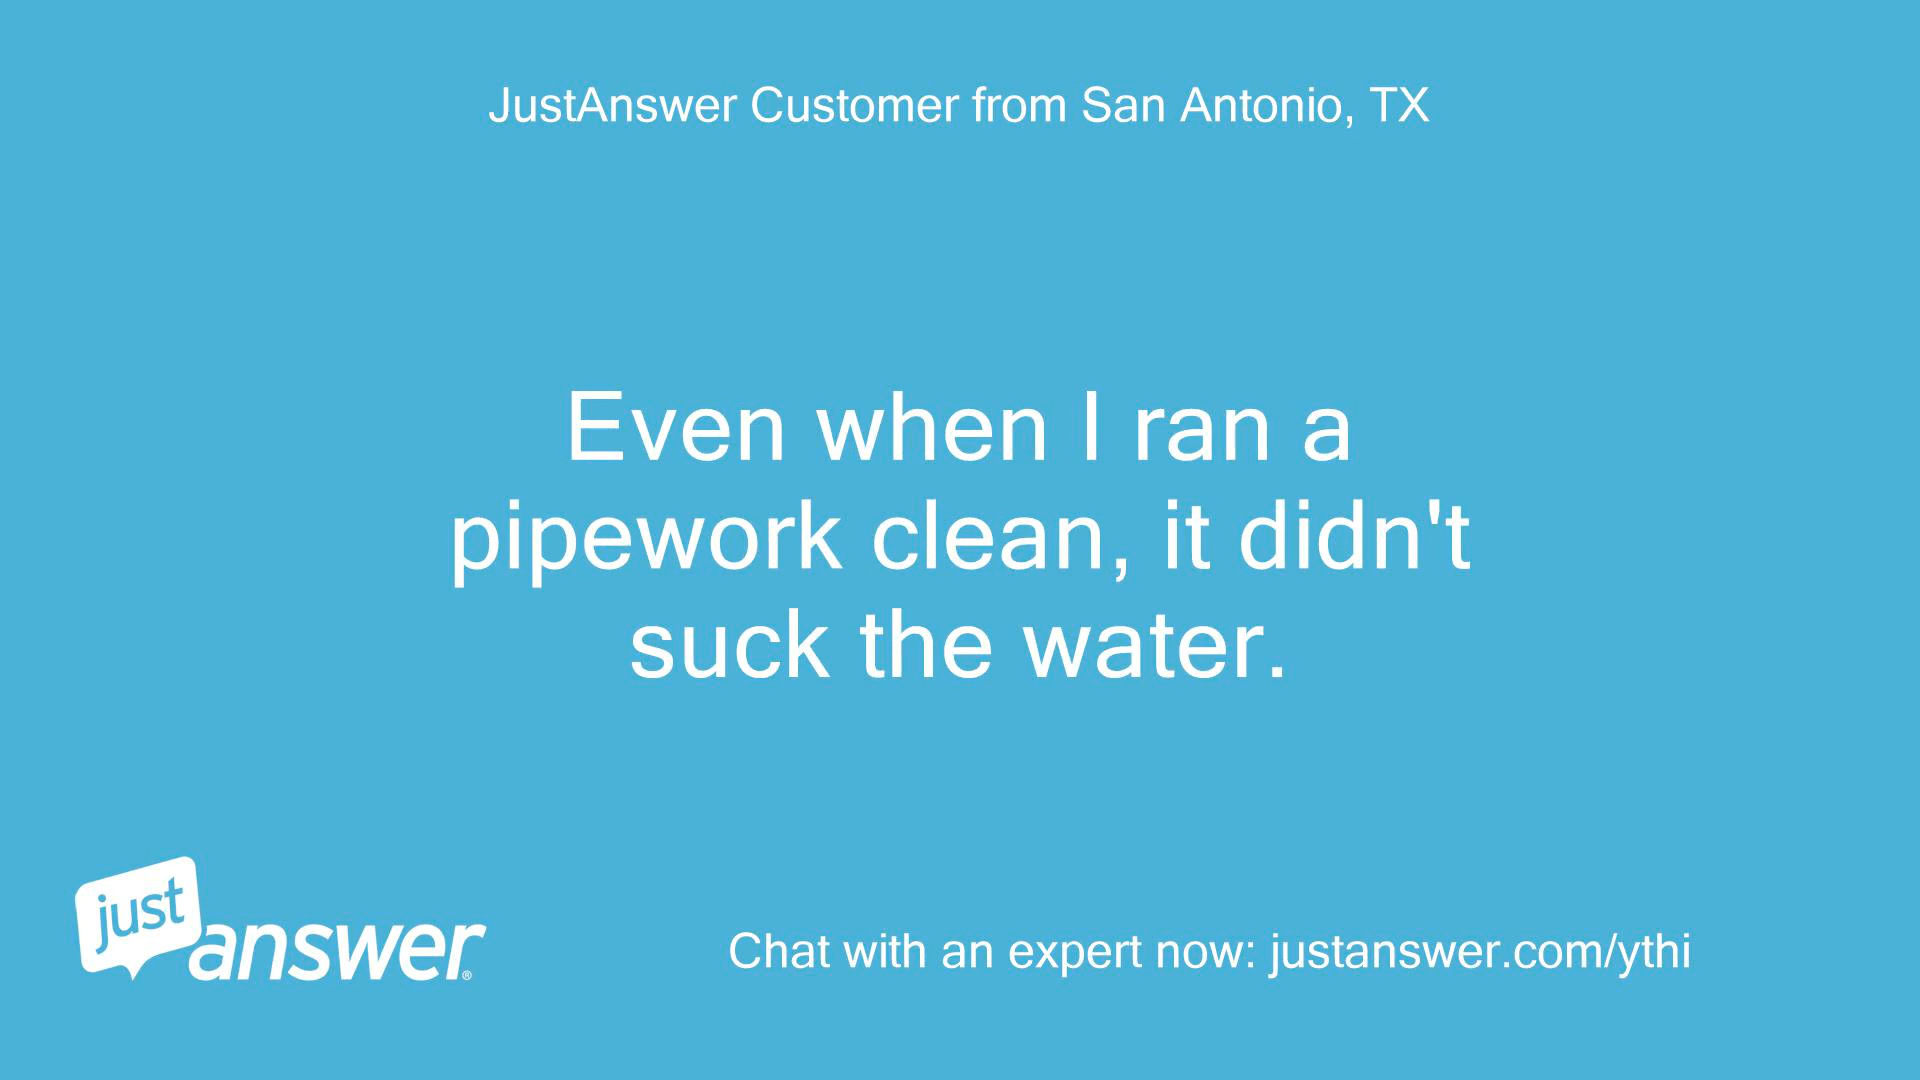 JustAnswer Customer from San Antonio, TX
Even when I ran a
pipework clean, it didn't
suck the water.
just
answer®
Chat with an expert now: justanswer.com/ythi